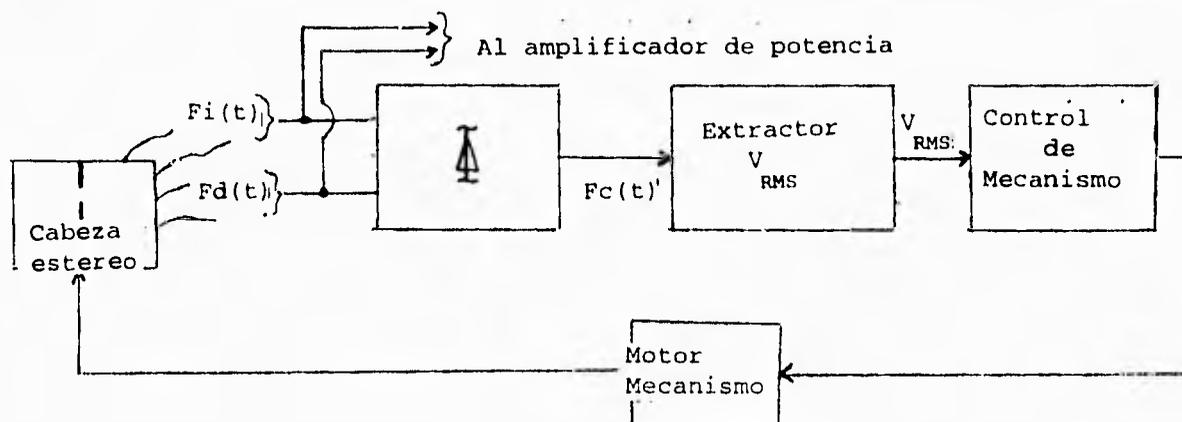 Al amplificador de potencia
Fi(t)
Fd(t)
Cabeza
estereo
Fc(t)'
Extractor
V
RMS
V
RMS
Control
de
Mecanismo
Motor
Mecanismo